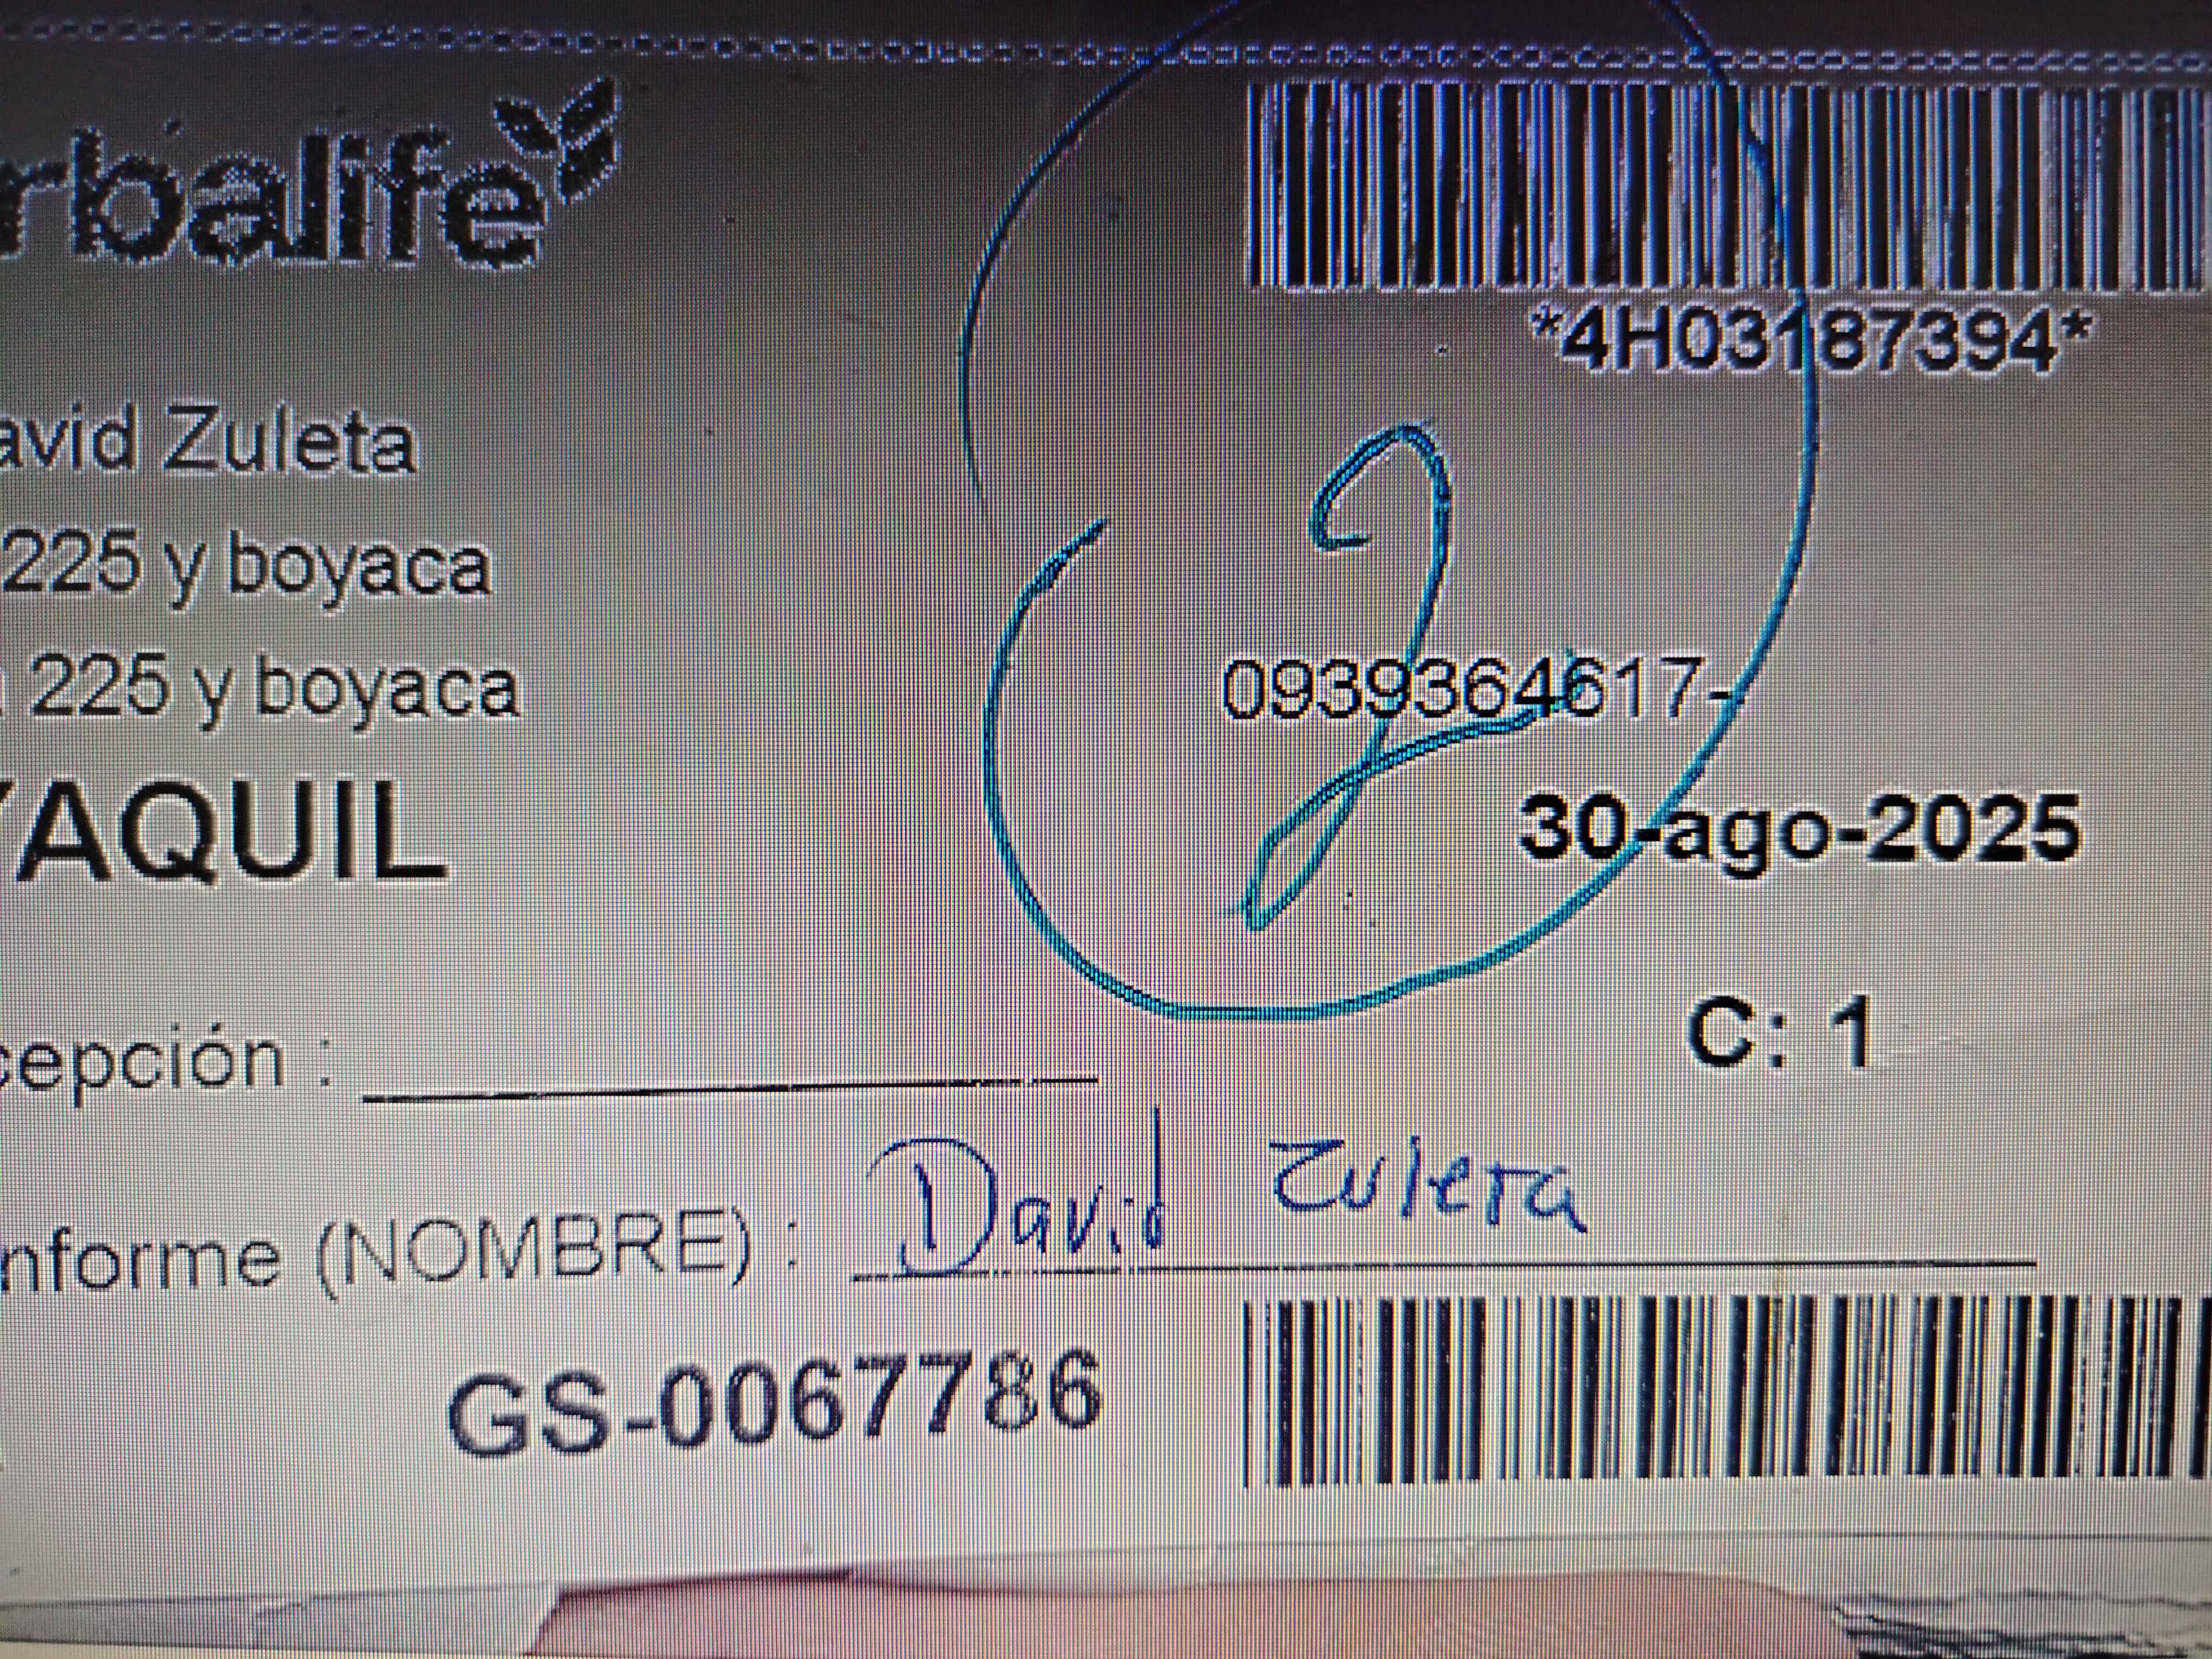 rbalife
*4H03187394*
avid Zuleta
225 y boyaca
225 y boyaca
0939364617-
YAQUIL
30-ago-2025
cepción :
C: 1
nforme (NOMBRE) : David Zuleta
GS-0067786